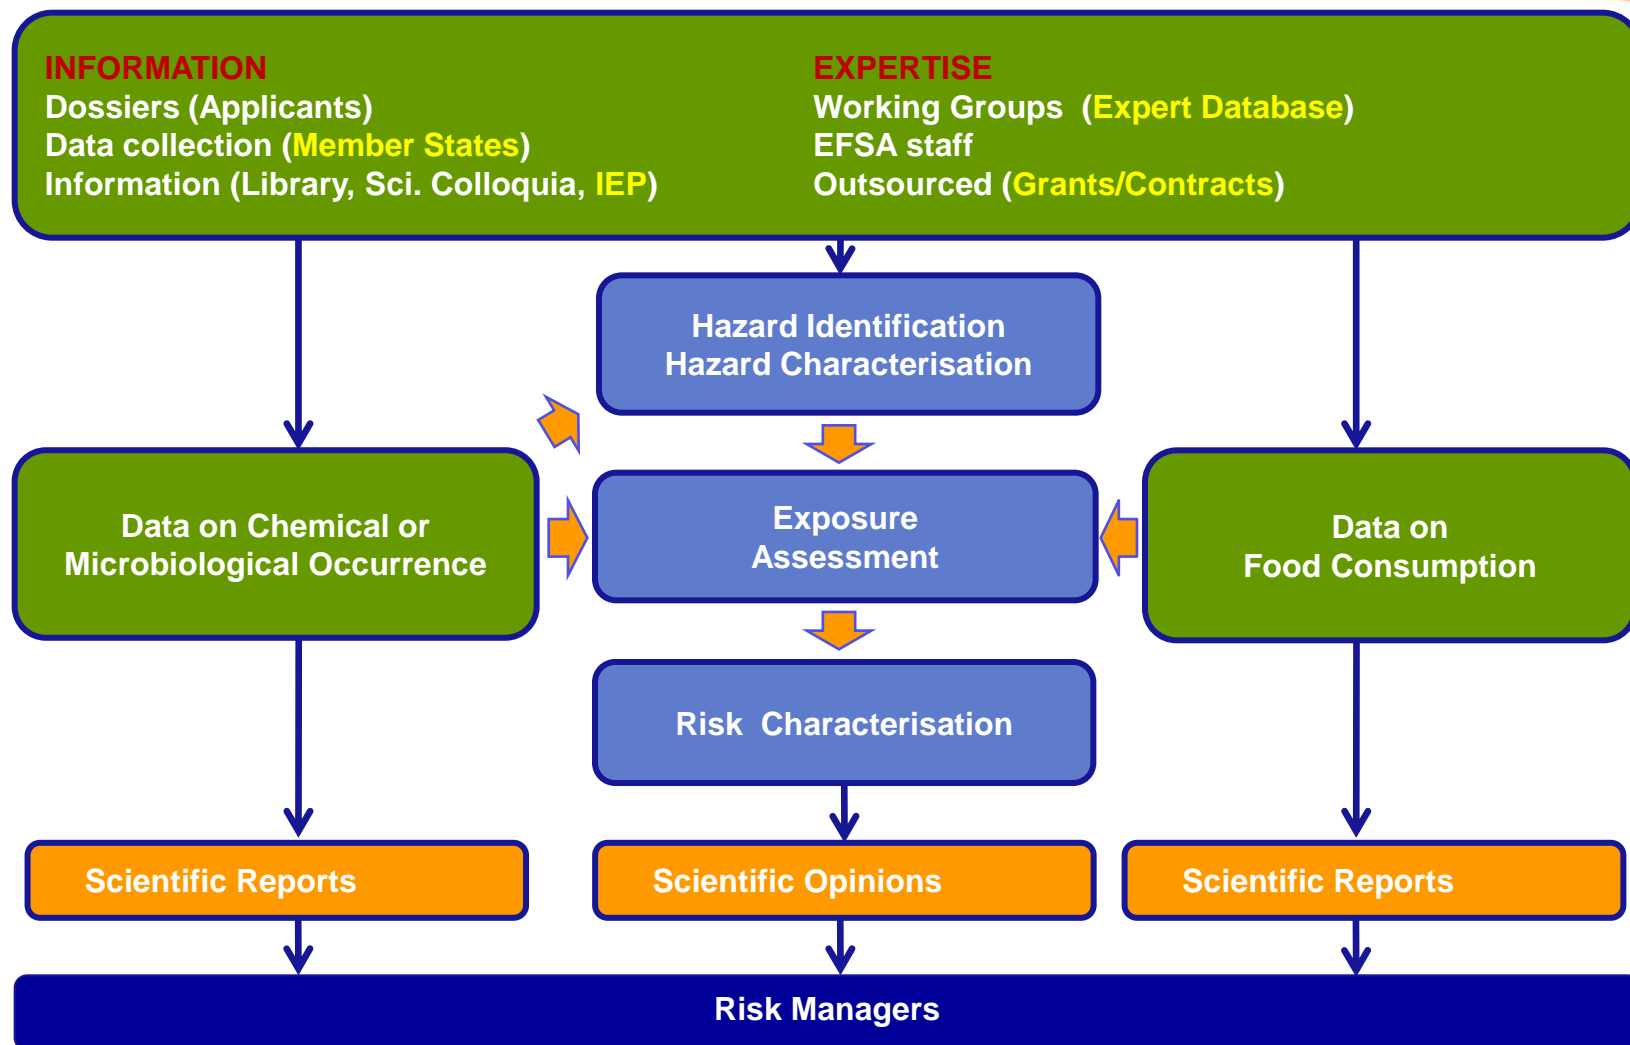 INFORMATION
Dossiers (Applicants)
Data collection (Member States)
Information (Library, Sci. Colloquia, IEP)
EXPERTISE
Working Groups  (Expert Database)
EFSA staff
Outsourced (Grants/Contracts)
Hazard Identification
Hazard Characterisation
Data on Chemical or
Microbiological Occurrence
Exposure
Assessment
Data on
Food Consumption
Risk  Characterisation
Scientific Reports
Scientific Opinions
Scientific Reports
Risk Managers